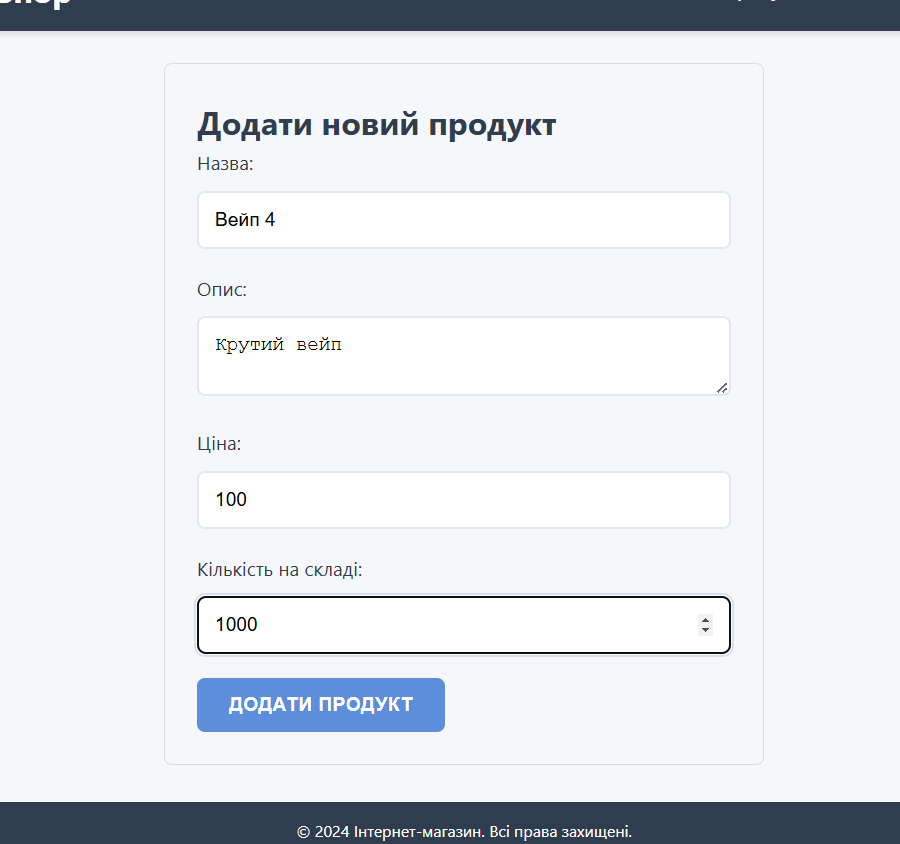 Додати новий продукт
Назва:
Вейп 4
Опис:
Крутий вейп
Ціна:
100
Кількість на складі:
1000
ДОДАТИ ПРОДУКТ
© 2024 Інтернет-магазин. Всі права захищені.